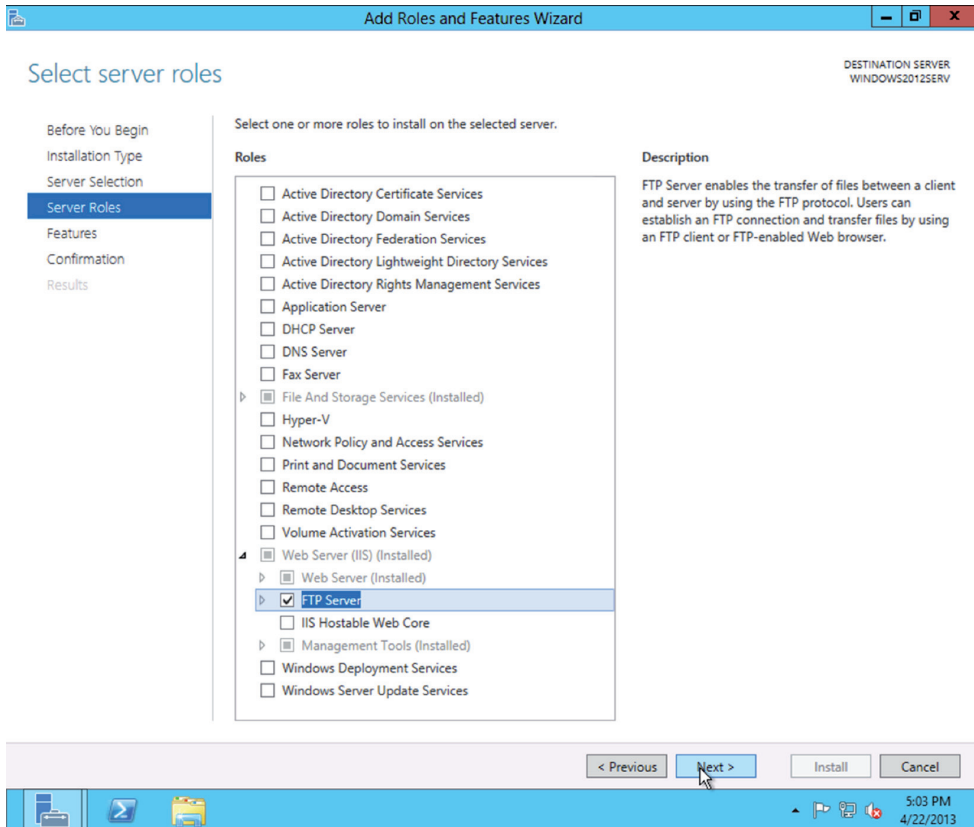 Add Roles and Features Wizard
Select server roles
DESTINATION SERVER
WINDOWS2012SERV
Before You Begin
Installation Type
Server Selection
Server Roles
Features
Confirmation
Results
Select one or more roles to install on the selected server.
Roles
Active Directory Certificate Services
Active Directory Domain Services
Active Directory Federation Services
Active Directory Lightweight Directory Services
Active Directory Rights Management Services
Application Server
DHCP Server
DNS Server
Fax Server
File And Storage Services (Installed)
Hyper-V
Network Policy and Access Services
Print and Document Services
Remote Access
Remote Desktop Services
Volume Activation Services
Web Server (IIS) (Installed)
Web Server (Installed)
FTP Server
IIS Hostable Web Core
Management Tools (Installed)
Windows Deployment Services
Windows Server Update Services
Description
FTP Server enables the transfer of files between a client
and server by using the FTP protocol. Users can
establish an FTP connection and transfer files by using
an FTP client or FTP-enabled Web browser.
< Previous
Next >
Install
Cancel
5:03 PM
4/22/2013